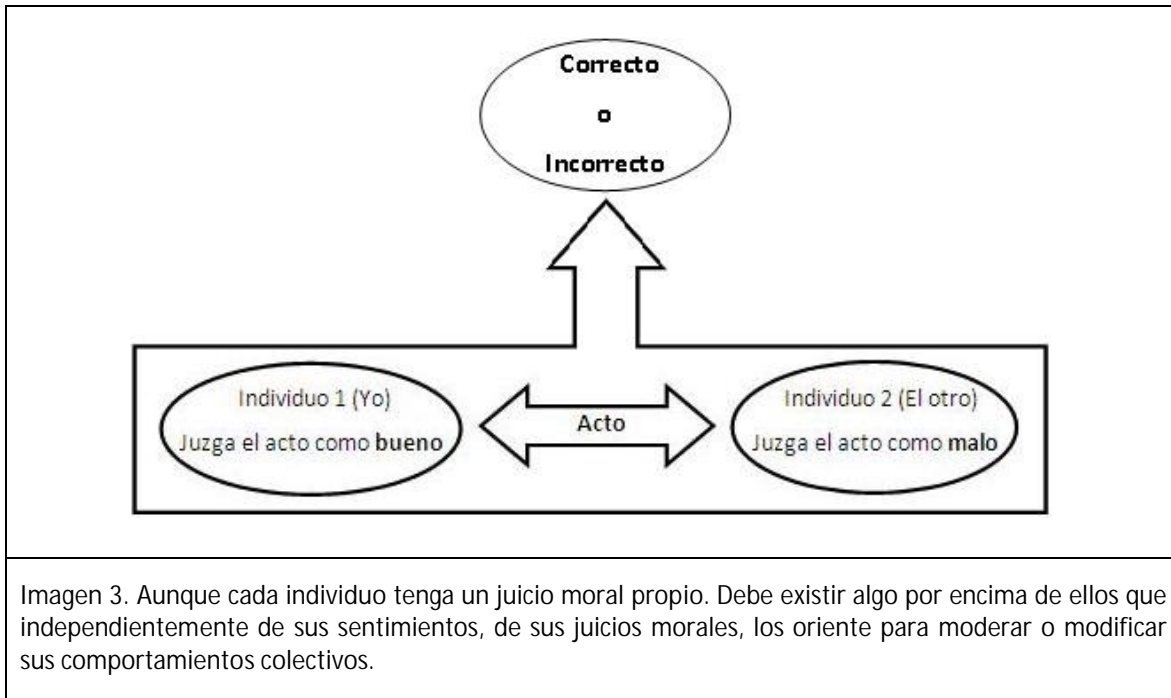 Correcto
o
Incorrecto
Individuo 1 (Yo)
Juzga el acto como bueno
Acto
Individuo 2 (El otro)
Juzga el acto como malo
Imagen 3. Aunque cada individuo tenga un juicio moral propio. Debe existir algo por encima de ellos que
independientemente de sus sentimientos, de sus juicios morales, los oriente para moderar o modificar
sus comportamientos colectivos.